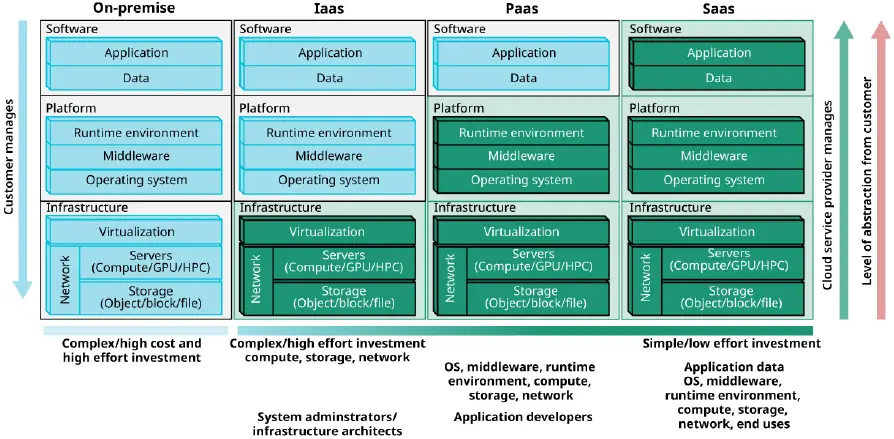 On-premise
Iaas
Paas
Saas
Customer manages
Software
Application
Data
Platform
Runtime environment
Middleware
Operating system
Infrastructure
Virtualization
Network
Servers
(Compute/GPU/HPC)
Storage
(Object/block/file)
Software
Application
Data
Platform
Runtime environment
Middleware
Operating system
Infrastructure
Virtualization
Network
Servers
(Compute/GPU/HPC)
Storage
(Object/block/file)
Software
Application
Data
Platform
Runtime environment
Middleware
Operating system
Infrastructure
Virtualization
Network
Servers
(Compute/GPU/HPC)
Storage
(Object/block/file)
Software
Application
Data
Platform
Runtime environment
Middleware
Operating system
Infrastructure
Virtualization
Network
Servers
(Compute/GPU/HPC)
Storage
(Object/block/file)
Cloud service provider manages
Level of abstraction from customer
Complex/high cost and
high effort investment
Complex/high effort investment
compute, storage, network
Simple/low effort investment
OS, middleware, runtime
environment, compute,
storage, network
Application data
OS, middleware,
runtime environment,
compute, storage,
network, end uses
System adminstrators/
infrastructure architects
Application developers